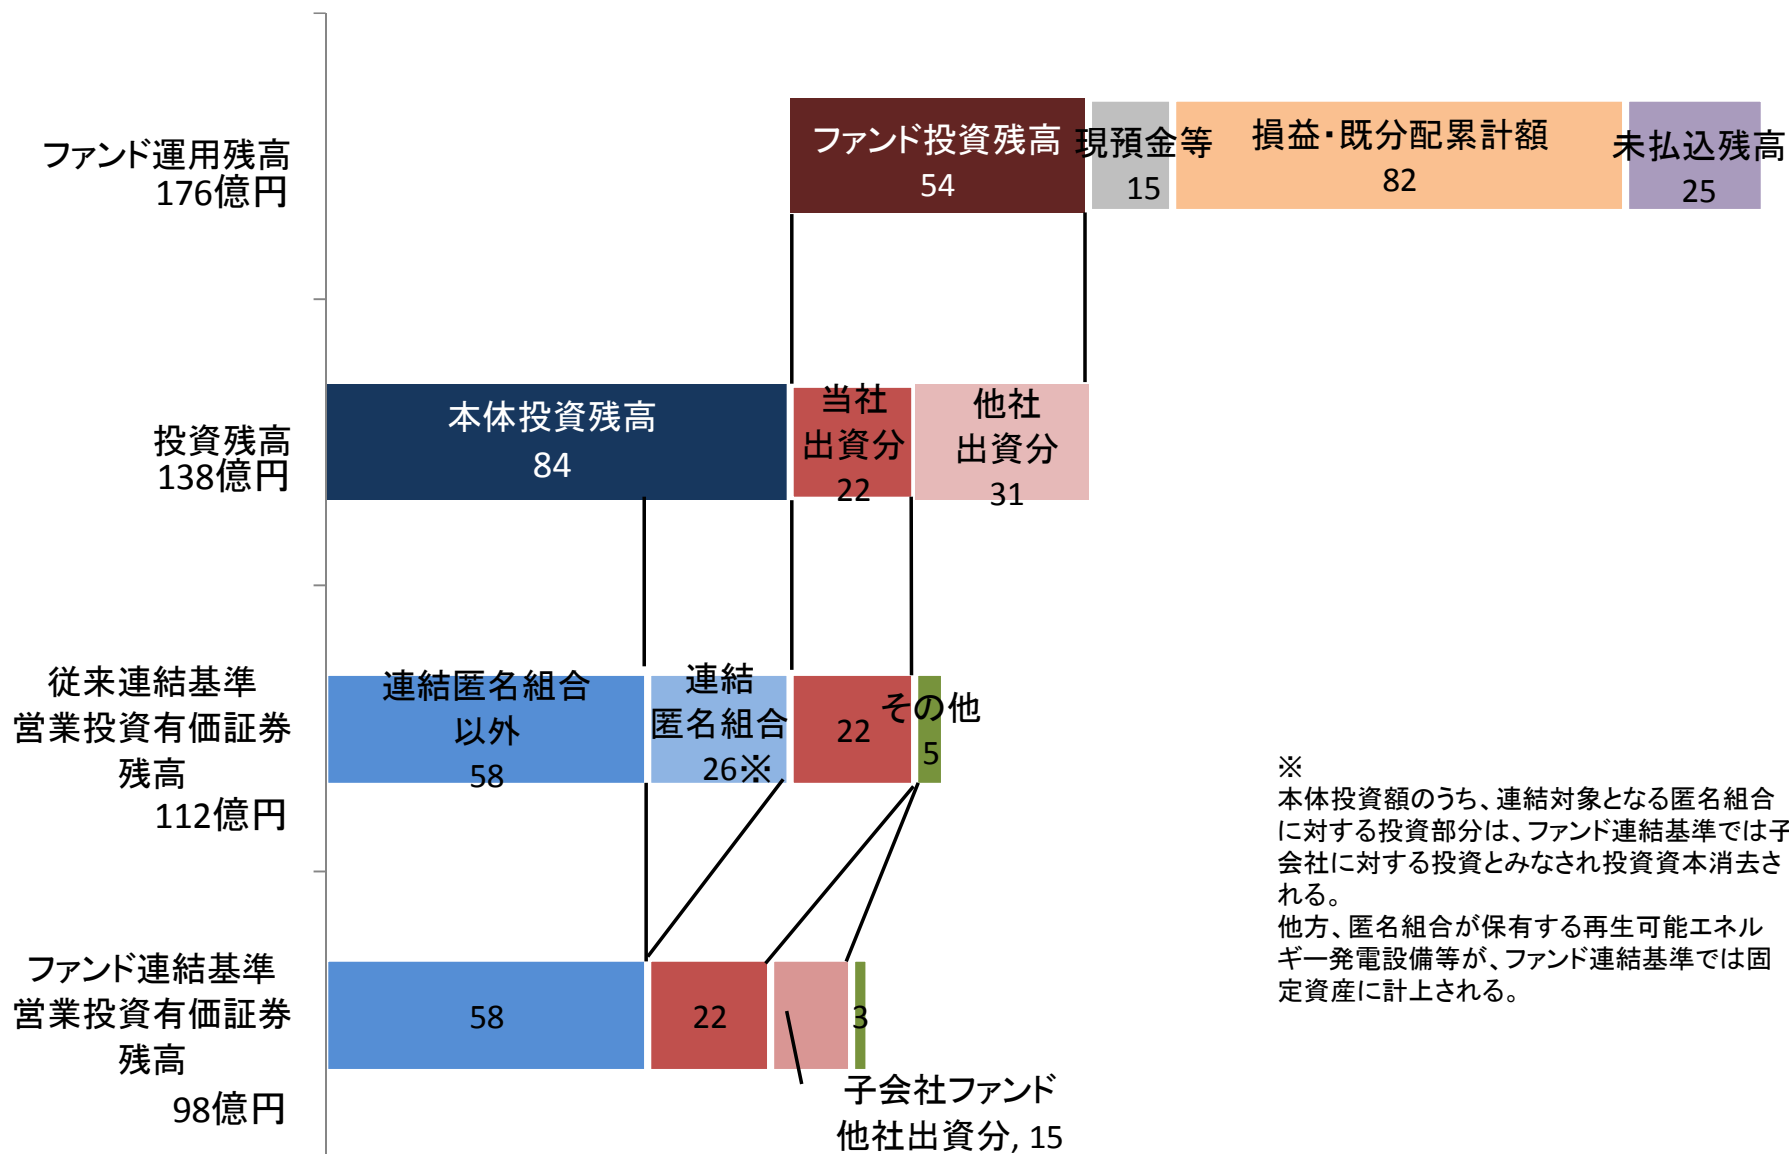 ファンド運用残高
176億円
ファンド投資残高
54
現預金等
15
損益・既分配累計額
82
未払込残高
25
投資残高
138億円
本体投資残高
84
当社
出資分
22
他社
出資分
31
従来連結基準
営業投資有価証券
残高
112億円
連結匿名組合
以外
58
連結
匿名組合
26※
22
その他
5
ファンド連結基準
営業投資有価証券
残高
98億円
58
22
3
子会社ファンド
他社出資分, 15
※
本体投資額のうち、連結対象となる匿名組合
に対する投資部分は、ファンド連結基準では子
会社に対する投資とみなされ投資資本消去さ
れる。
他方、匿名組合が保有する再生可能エネル
ギー発電設備等が、ファンド連結基準では固
定資産に計上される。